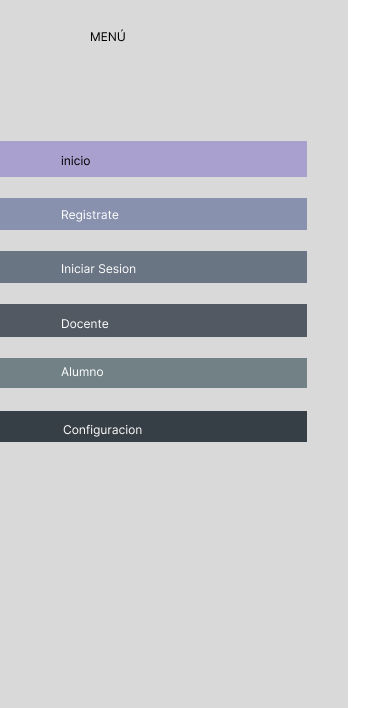 MENÚ
inicio
Registrate
Iniciar Sesion
Docente
Alumno
Configuracion